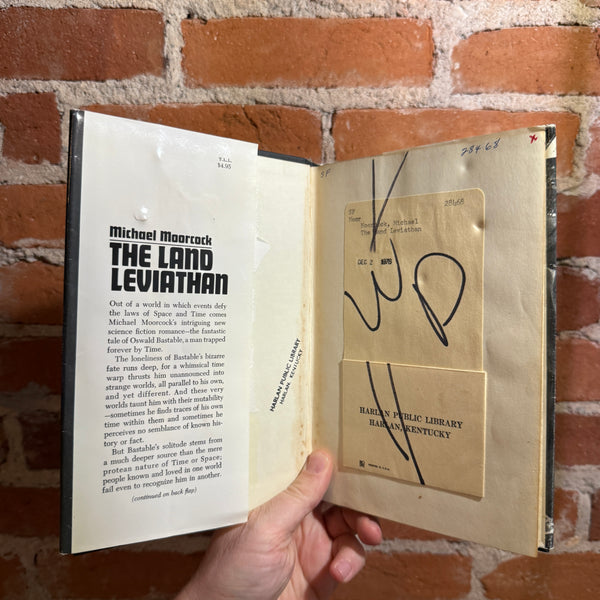 T.L.L.
$4.95
Michael Moorcock
THE LAND
LEVIATHAN
Out of a world in which events defy
the laws of Space and Time comes
Michael Moorcock's intriguing new
science fiction romance—the fantastic
tale of Oswald Bastable, a man trapped
forever by Time.
The loneliness of Bastable's bizarre
fate runs deep, for a whimsical time
warp thrusts him unannounced into
strange worlds, all parallel to his own,
and yet different. And these very
worlds taunt him with their mutability
—sometimes he finds traces of his own
time within them and sometimes he
perceives no semblance of known his-
tory or fact.
But Bastable's solitude stems from
a much deeper source than the mere
protean nature of Time or Space;
people known and loved in one world
fail even to recognize him in another.
(continued on back flap)
HARLAN PUBLIC LIBRARY
HARLAN, KENTUCKY
SF
28468
x
SF
28468
Moor
Moorcock, Michael
The Land Leviathan
DEC 2 1975
W D
HARLAN PUBLIC LIBRARY
HARLAN, KENTUCKY
PRINTED IN U.S.A.